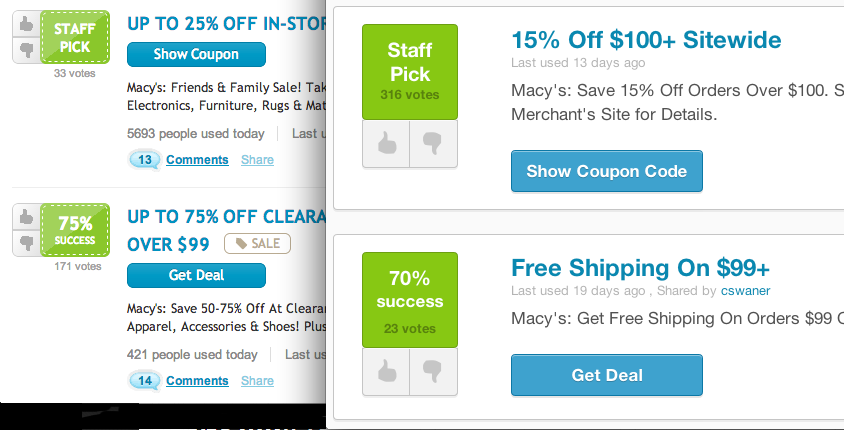 STAFF
PICK
33 votes
UP TO 25% OFF IN-STOR
Show Coupon
Macy's: Friends & Family Sale! Tak
Electronics, Furniture, Rugs & Mat
5693 people used today
Last u
13 Comments Share
75%
SUCCESS
171 votes
UP TO 75% OFF CLEARA
OVER $99 SALE
Get Deal
Macy's: Save 50-75% Off At Clearan
Apparel, Accessories & Shoes! Plus
421 people used today
Last us
14 Comments Share
Staff
Pick
316 votes
15% Off $100+ Sitewide
Last used 13 days ago
Macy's: Save 15% Off Orders Over $100. S
Merchant's Site for Details.
Show Coupon Code
70%
success
23 votes
Free Shipping On $99+
Last used 19 days ago , Shared by cswaner
Macy's: Get Free Shipping On Orders $99 O
Get Deal